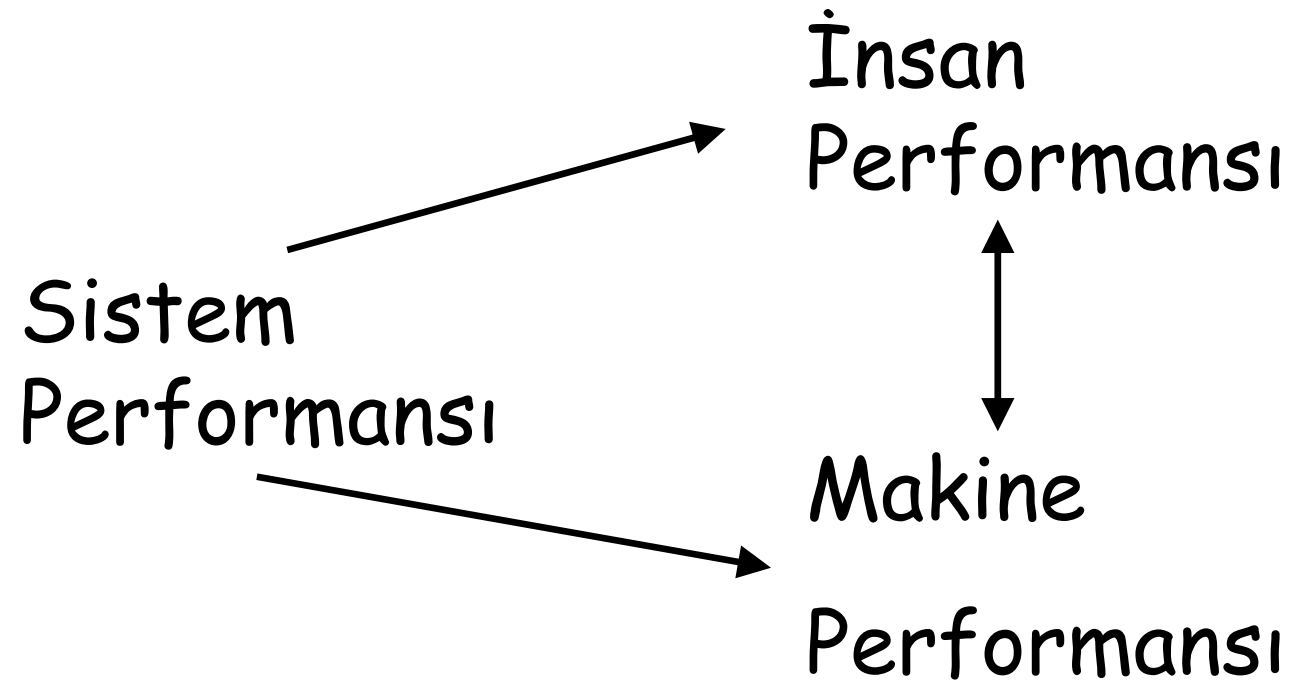 İnsan
Performansı
Sistem
Performansı
Makine
Performansı